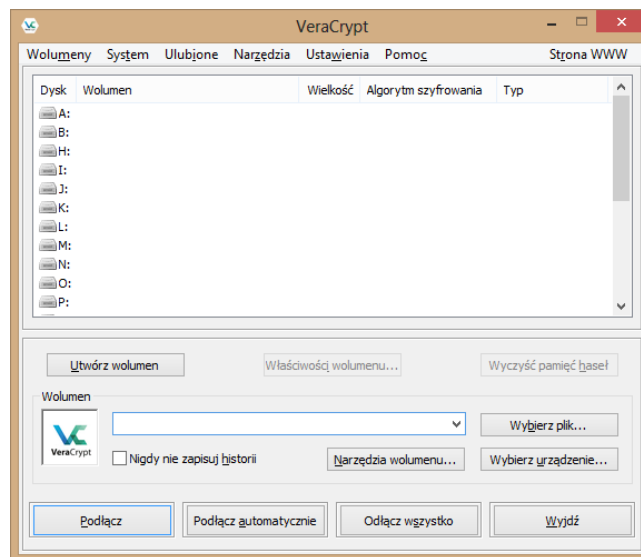 VeraCrypt
Wolumeny System Ulubione Narzędzia Ustawienia Pomoc Strona WWW
Dysk Wolumen Wielkość Algorytm szyfrowania Typ
A:
B:
H:
I:
J:
K:
L:
M:
N:
O:
P:
Utwórz wolumen Właściwości wolumenu... Wyczyść pamięć haseł
Wolumen
VeraCrypt
Wybierz plik...
Nigdy nie zapisuj historii Narzędzia wolumenu... Wybierz urządzenie...
Podłącz Podłącz automatycznie Odłącz wszystko Wyjdź